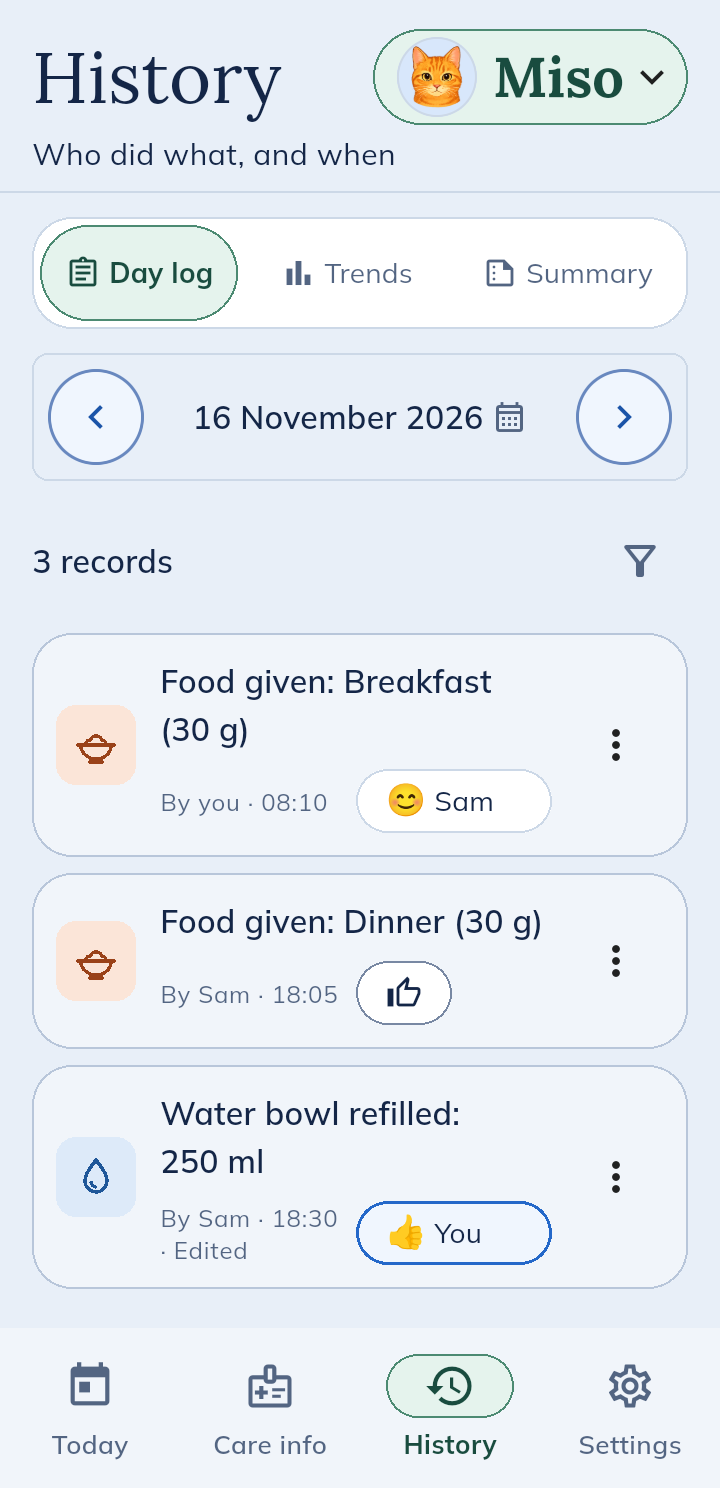 History
Miso
Who did what, and when
Day log
Trends
Summary
16 November 2026
3 records
Food given: Breakfast
(30 g)
By you · 08:10
😊 Sam
Food given: Dinner (30 g)
By Sam · 18:05
Water bowl refilled:
250 ml
By Sam · 18:30
· Edited
👍 You
Today
Care info
History
Settings